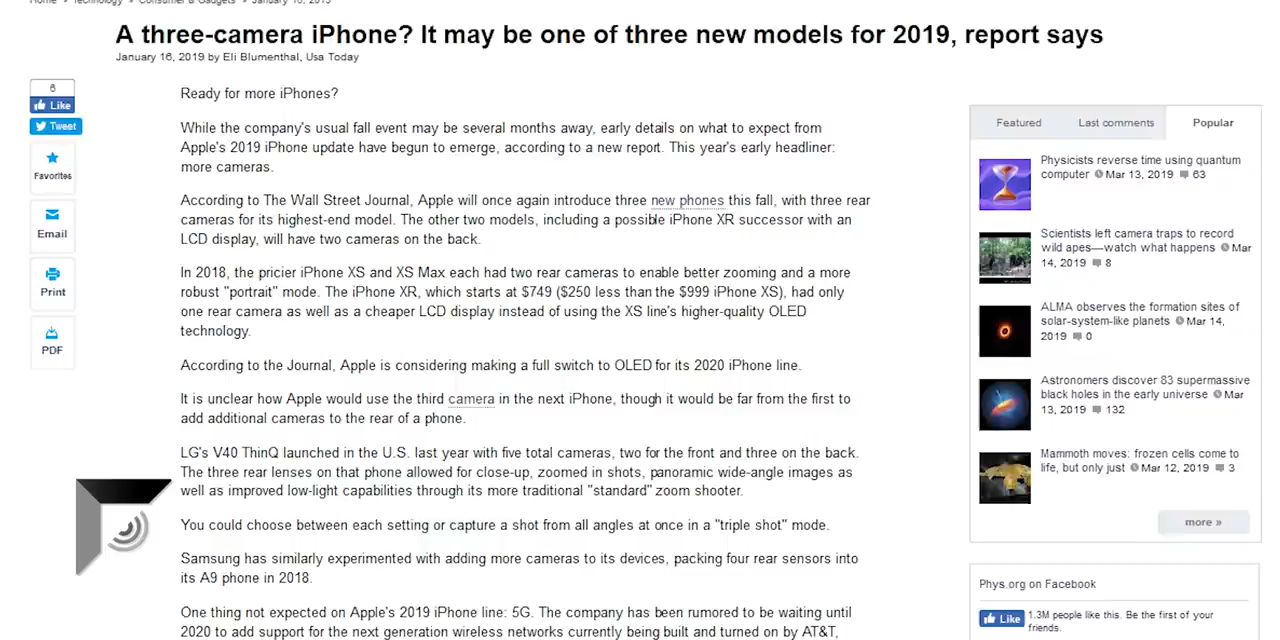 Home » Technology » Consumer & Gadgets » January 16, 2019
A three-camera iPhone? It may be one of three new models for 2019, report says
January 16, 2019 by Eli Blumenthal, Usa Today
6
Like
Tweet
Favorites
Email
Print
PDF
Ready for more iPhones?
While the company's usual fall event may be several months away, early details on what to expect from
Apple's 2019 iPhone update have begun to emerge, according to a new report. This year's early headliner:
more cameras.
According to The Wall Street Journal, Apple will once again introduce three new phones this fall, with three rear
cameras for its highest-end model. The other two models, including a possible iPhone XR successor with an
LCD display, will have two cameras on the back.
In 2018, the pricier iPhone XS and XS Max each had two rear cameras to enable better zooming and a more
robust "portrait" mode. The iPhone XR, which starts at $749 ($250 less than the $999 iPhone XS), had only
one rear camera as well as a cheaper LCD display instead of using the XS line's higher-quality OLED
technology.
According to the Journal, Apple is considering making a full switch to OLED for its 2020 iPhone line.
It is unclear how Apple would use the third camera in the next iPhone, though it would be far from the first to
add additional cameras to the rear of a phone.
LG's V40 ThinQ launched in the U.S. last year with five total cameras, two for the front and three on the back.
The three rear lenses on that phone allowed for close-up, zoomed in shots, panoramic wide-angle images as
well as improved low-light capabilities through its more traditional "standard" zoom shooter.
You could choose between each setting or capture a shot from all angles at once in a "triple shot" mode.
Samsung has similarly experimented with adding more cameras to its devices, packing four rear sensors into
its A9 phone in 2018.
One thing not expected on Apple's 2019 iPhone line: 5G. The company has been rumored to be waiting until
2020 to add support for the next generation wireless networks currently being built and turned on by AT&T,
Featured Last comments Popular
Physicists reverse time using quantum
computer Mar 13, 2019 63
Scientists left camera traps to record
wild apes—watch what happens Mar
14, 2019 8
ALMA observes the formation sites of
solar-system-like planets Mar 14,
2019 0
Astronomers discover 83 supermassive
black holes in the early universe Mar
13, 2019 132
Mammoth moves: frozen cells come to
life, but only just Mar 12, 2019 3
more »
Phys.org on Facebook
Like 1.3M people like this. Be the first of your
friends.